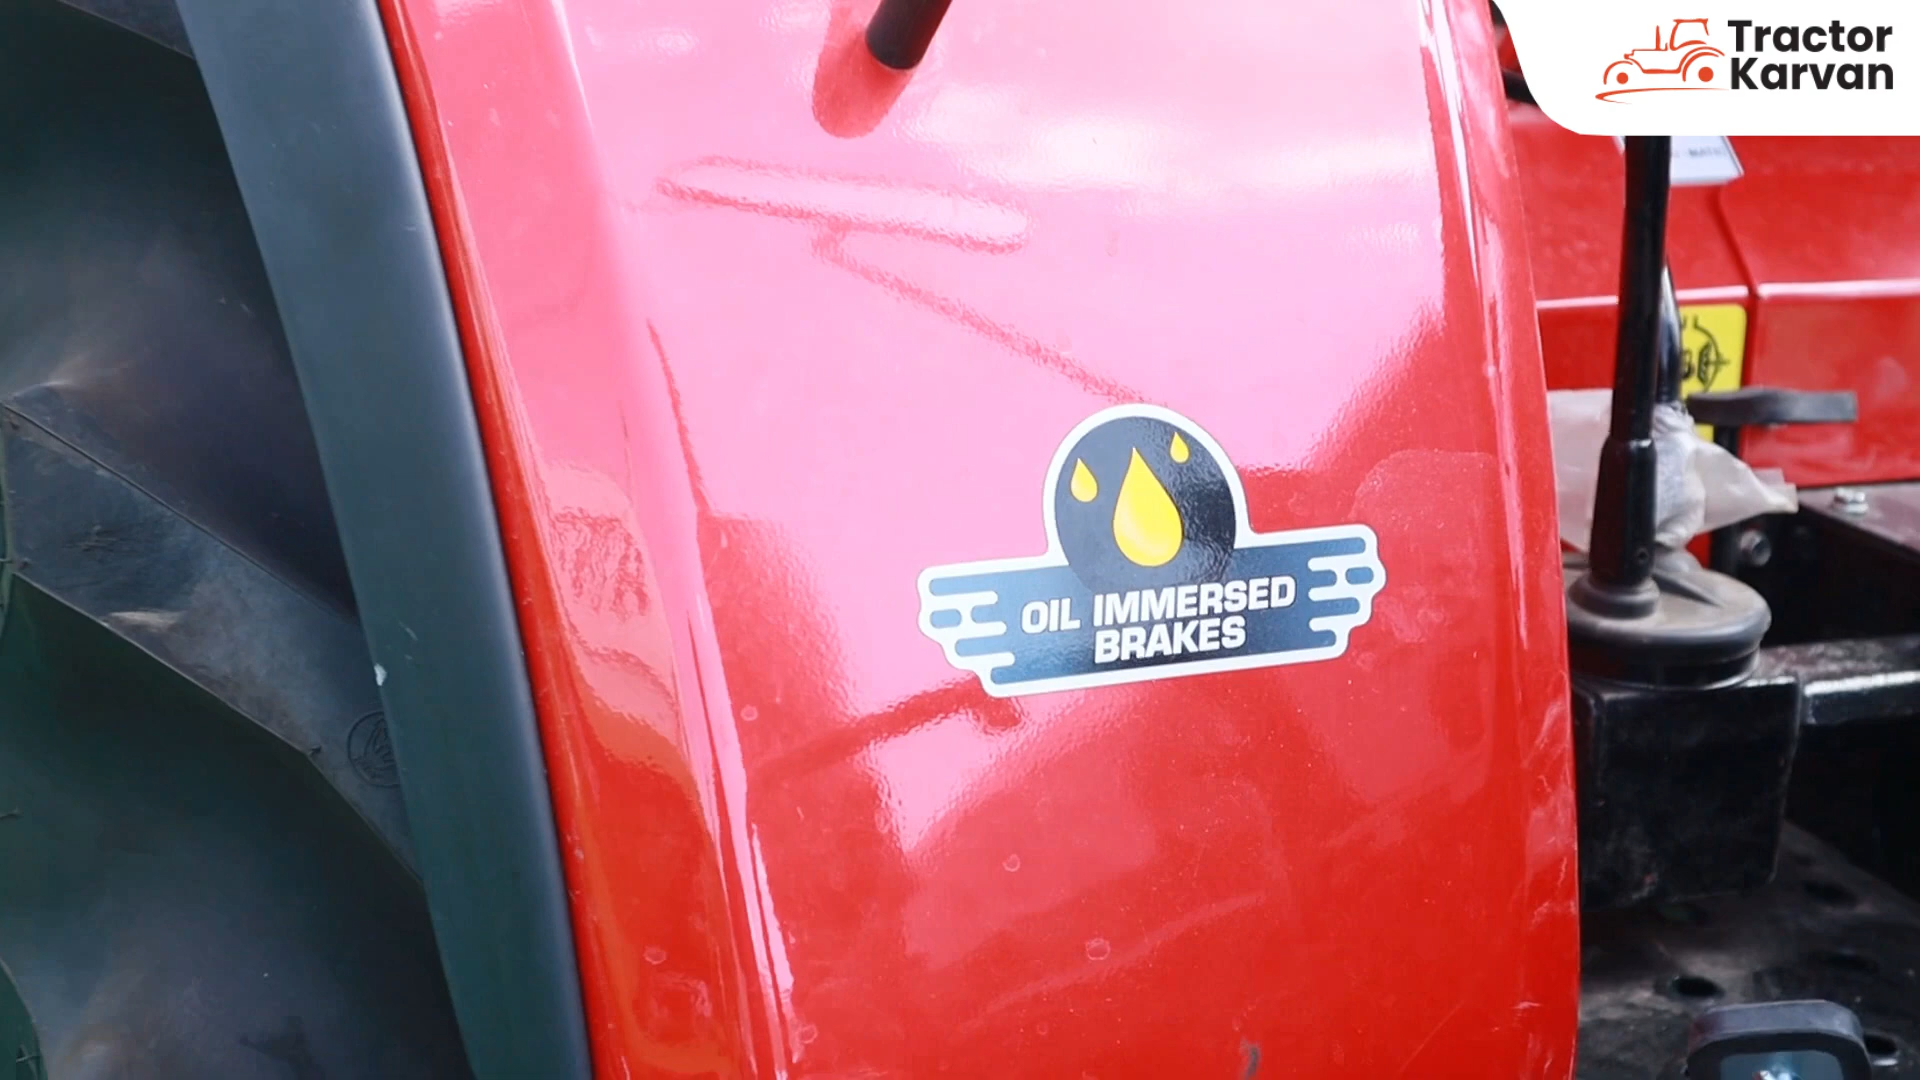 Tractor
Karvan
OIL IMMERSED
BRAKES